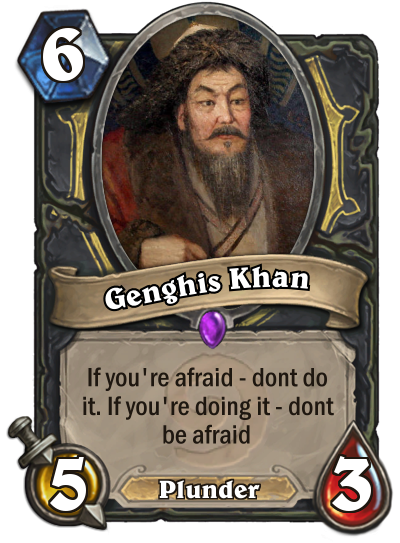 6
Genghis Khan
If you're afraid - dont do
it. If you're doing it - dont
be afraid
5
Plunder
3